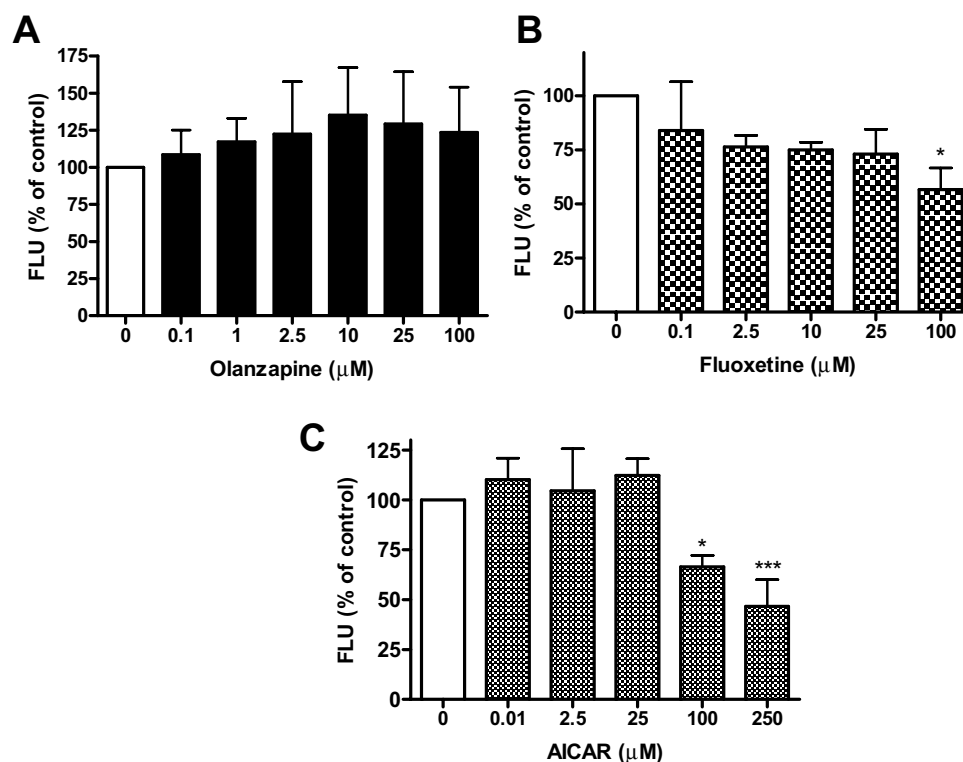 A
FLU (% of control)
175
150
125
100
75
50
25
0
0 0.1 1 2.5 10 25 100
Olanzapine (μM)
B
FLU (% of control)
100
75
50
25
0
*
0 0.1 2.5 10 25 100
Fluoxetine (μM)
C
FLU (% of control)
125
100
75
50
25
0
* ***
0 0.01 2.5 25 100 250
AICAR (μM)